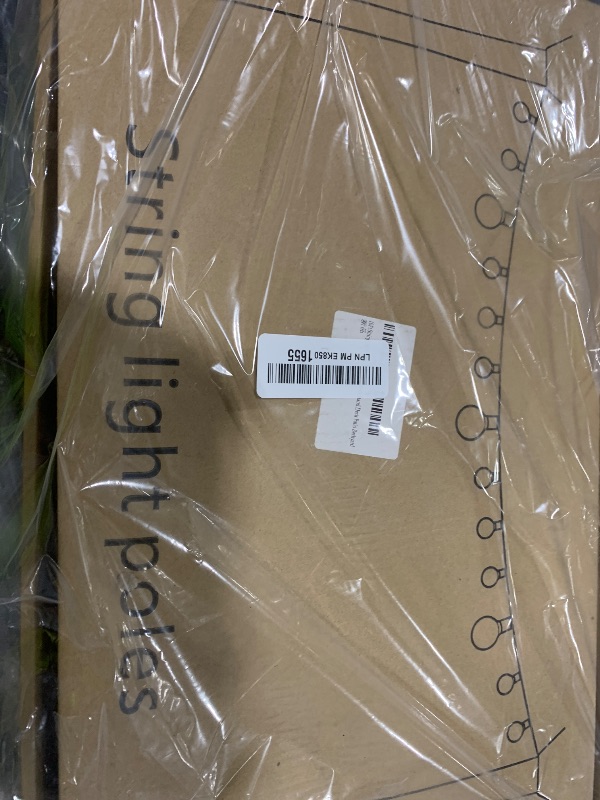 String light poles
LPN PM EK850 1655